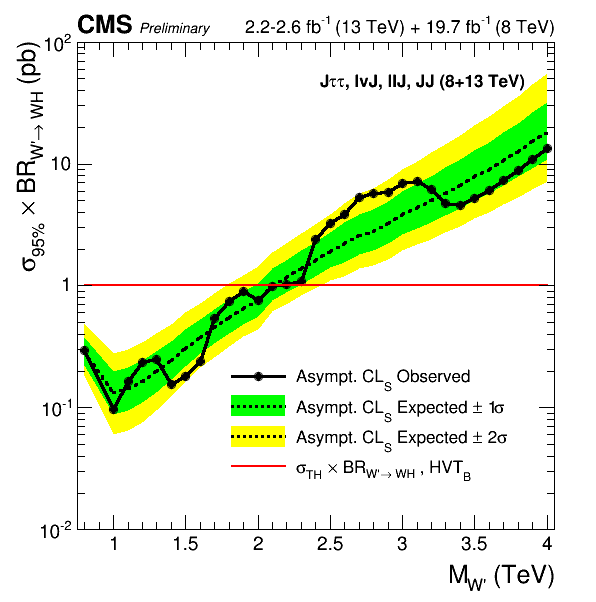 CMS Preliminary 2.2-2.6 fb⁻¹ (13 TeV) + 19.7 fb⁻¹ (8 TeV)
Jττ, lνJ, llJ, JJ (8+13 TeV)
σ95% × BRW'→ WH (pb)
10²
10
1
10⁻¹
10⁻²
Asympt. CLS Observed
Asympt. CLS Expected ± 1σ
Asympt. CLS Expected ± 2σ
σTH × BRW'→ WH , HVTB
1 1.5 2 2.5 3 3.5 4
MW' (TeV)